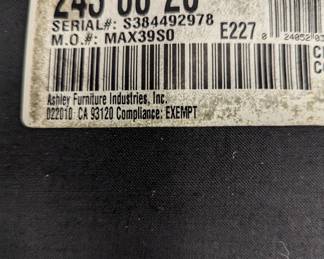 SERIAL#: S384492978
M.O.#: MAX39S0 E227
Ashley Furniture Industries, Inc.
022010 CA 93120 Compliance: EXEMPT